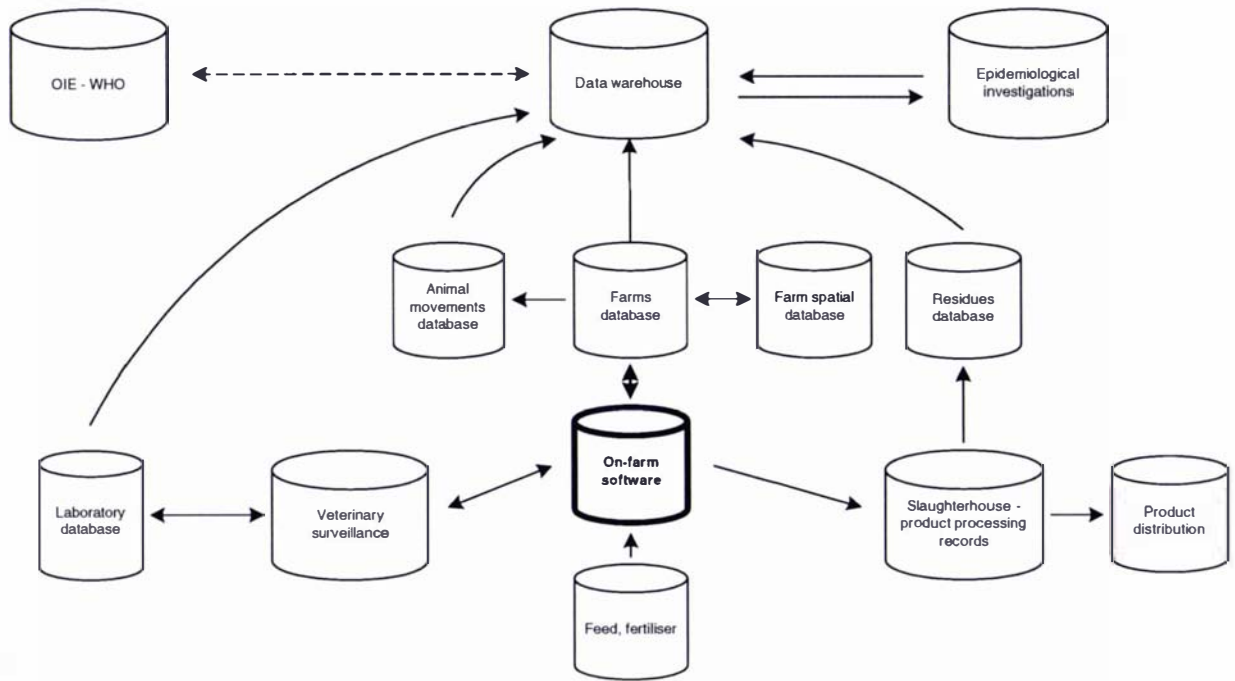 OIE - WHO
Data warehouse
Epidemiological
investigations
Animal
movements
database
Farms
database
Farm spatial
database
Residues
database
Laboratory
database
Veterinary
surveillance
On-farm
software
Slaughterhouse -
product processing
records
Product
distribution
Feed, fertiliser